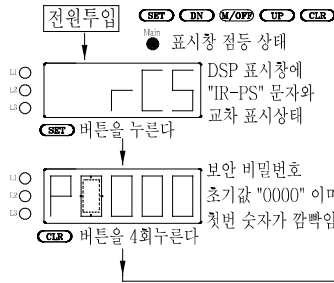 전원투입 SET DN M/OFF UP CLR
Main
표시창 점등 상태
L1
L2
L3
rCS
DSP 표시창에
"IR-PS" 문자와
교차 표시상태
SET 버튼을 누른다
L1
L2
L3
P0000
보안 비밀번호
초기값 "0000" 이며
첫번 숫자가 깜빡임
CLR 버튼을 4회누른다